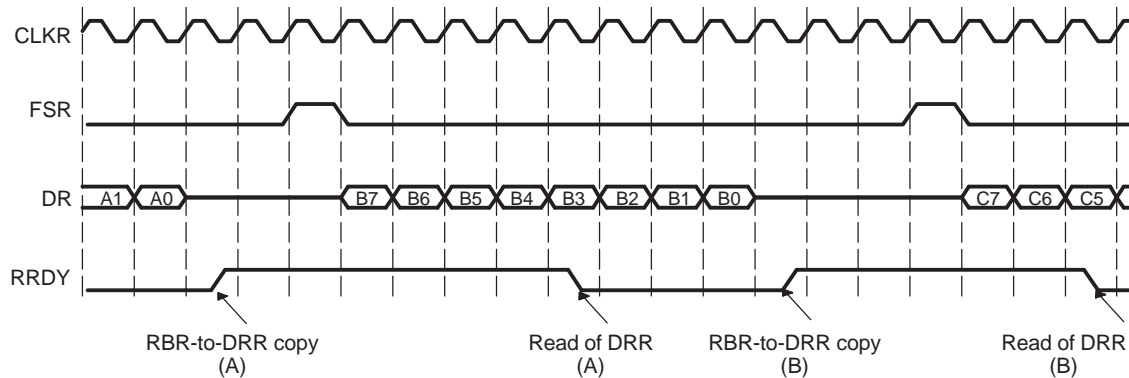 CLKR
FSR
DR A1 A0 B7 B6 B5 B4 B3 B2 B1 B0 C7 C6 C5
RRDY
RBR-to-DRR copy Read of DRR RBR-to-DRR copy Read of DRR
(A) (A) (B) (B)